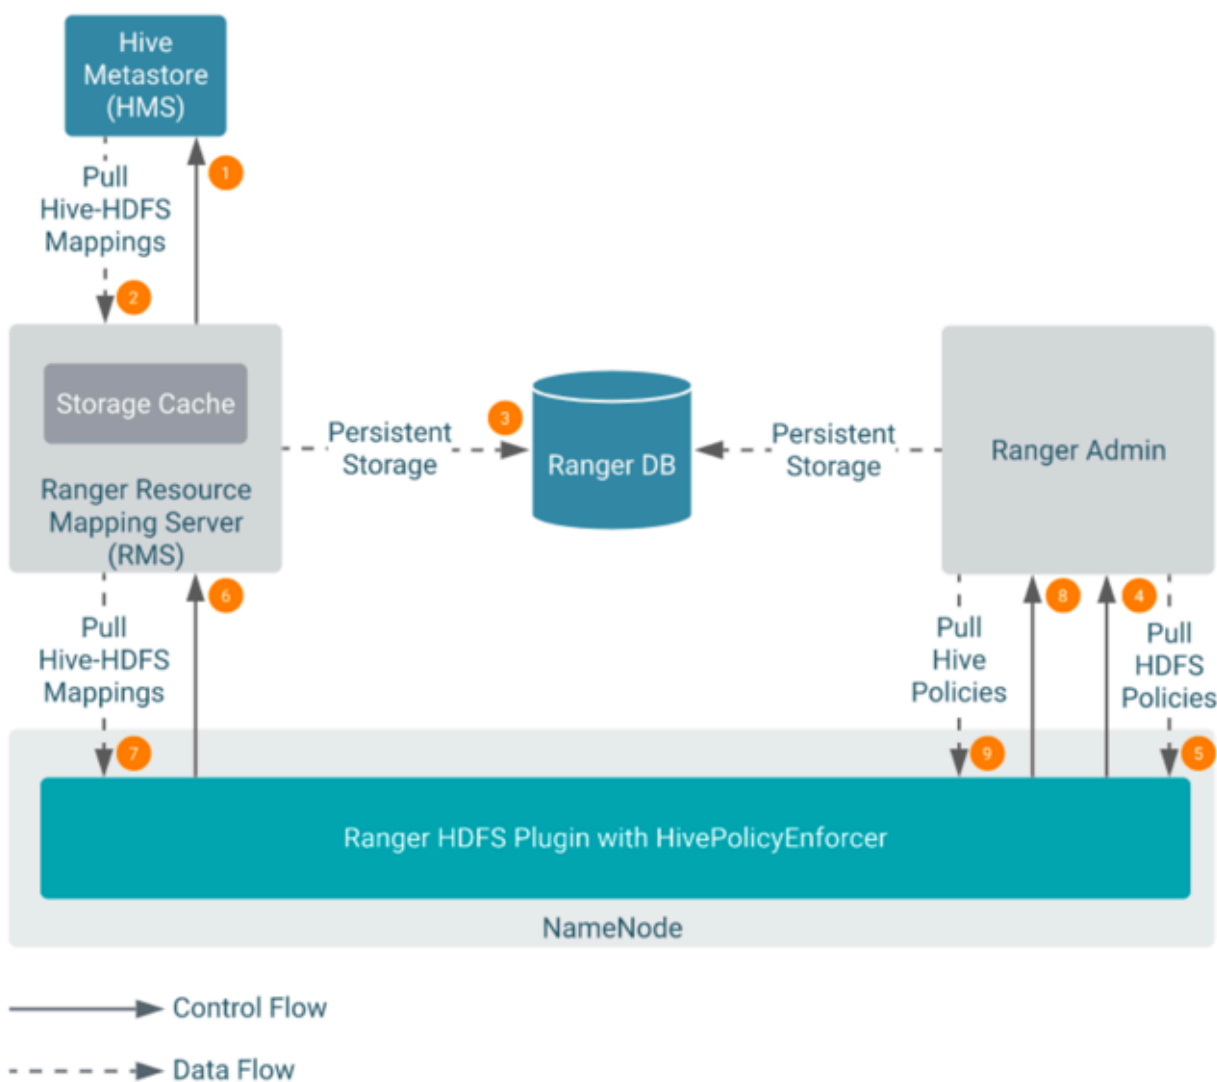 Hive
Metastore
(HMS)
1
Pull
Hive-HDFS
Mappings
2
Storage Cache
Ranger Resource
Mapping Server
(RMS)
3
Persistent
Storage
Ranger DB
Persistent
Storage
Ranger Admin
6
Pull
Hive-HDFS
Mappings
7
8
4
Pull
Hive
Policies
9
Pull
HDFS
Policies
5
Ranger HDFS Plugin with HivePolicyEnforcer
NameNode
Control Flow
Data Flow